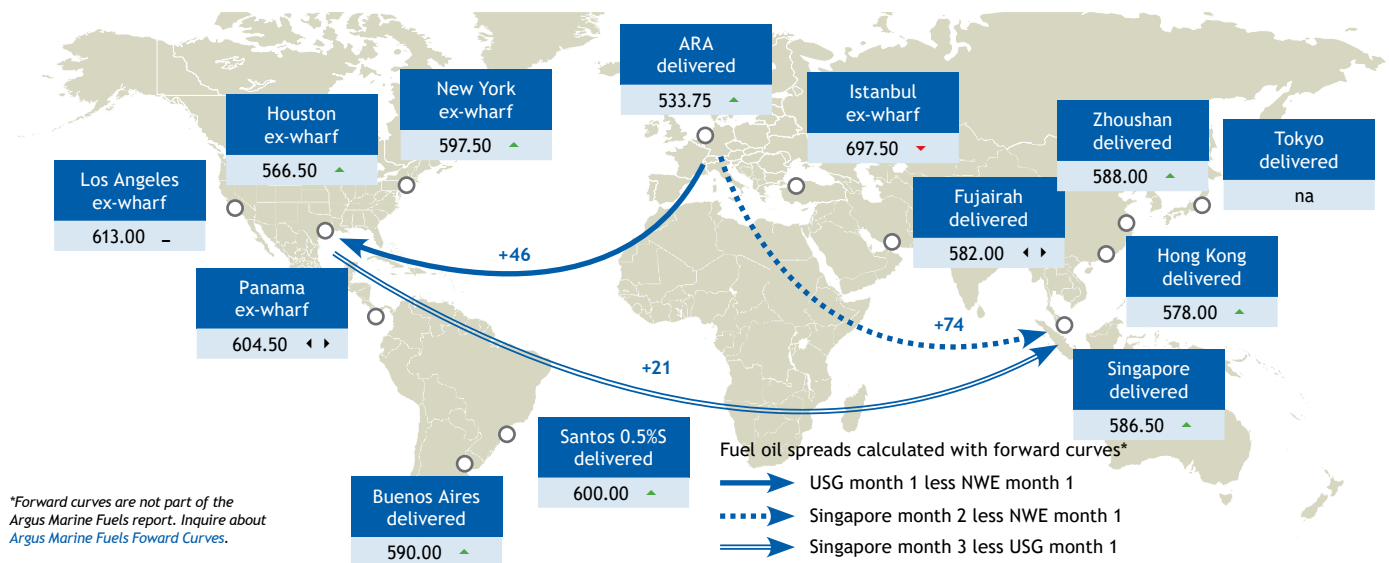 ARA
delivered
533.75
New York
ex-wharf
597.50
Istanbul
ex-wharf
697.50
Houston
ex-wharf
566.50
Zhoushan
delivered
588.00
Tokyo
delivered
na
Los Angeles
ex-wharf
613.00 –
Fujairah
delivered
582.00
Hong Kong
delivered
578.00
+46
Panama
ex-wharf
604.50
+74
+21
Singapore
delivered
586.50
Santos 0.5%S
delivered
600.00
Buenos Aires
delivered
590.00
Fuel oil spreads calculated with forward curves*
USG month 1 less NWE month 1
Singapore month 2 less NWE month 1
Singapore month 3 less USG month 1
*Forward curves are not part of the
Argus Marine Fuels report. Inquire about
Argus Marine Fuels Foward Curves.